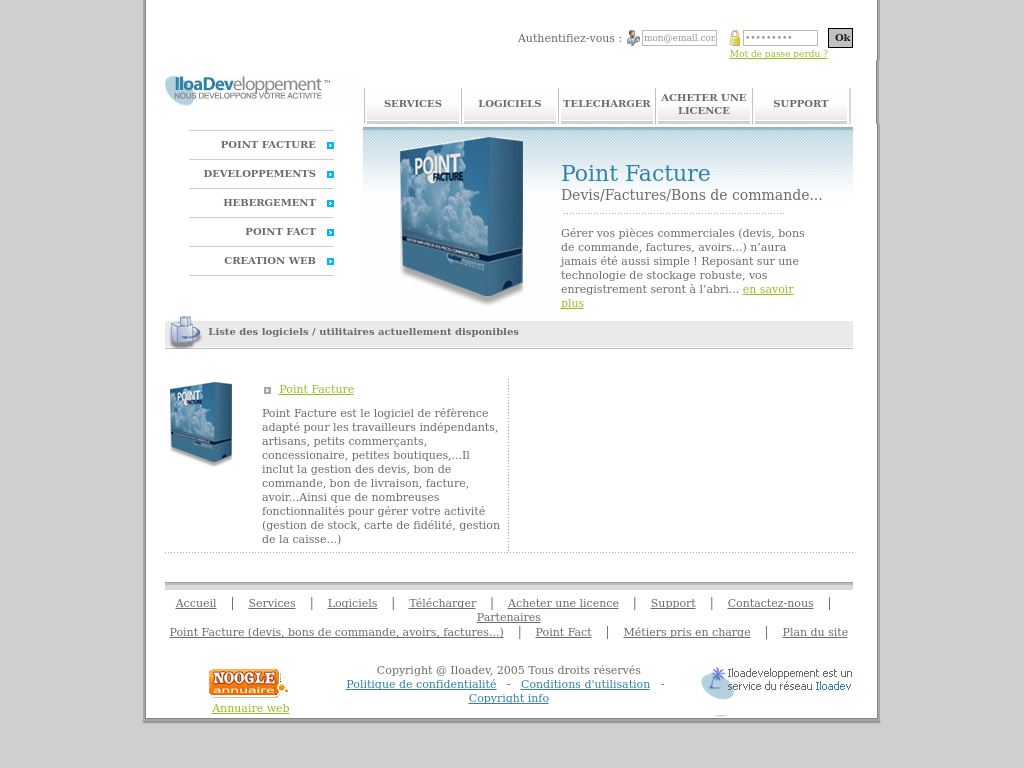 Authentifiez-vous :
mon@email.con
•••••••••
Ok
Mot de passe perdu ?
IloaDeveloppement™
NOUS DEVELOPPONS VOTRE ACTIVITE
SERVICES
LOGICIELS
TELECHARGER
ACHETER UNE
LICENCE
SUPPORT
POINT FACTURE
DEVELOPPEMENTS
HEBERGEMENT
POINT FACT
CREATION WEB
POINT
FACTURE
Point Facture
Devis/Factures/Bons de commande...
Gérer vos pièces commerciales (devis, bons
de commande, factures, avoirs...) n’aura
jamais été aussi simple ! Reposant sur une
technologie de stockage robuste, vos
enregistrement seront à l’abri... en savoir
plus
Liste des logiciels / utilitaires actuellement disponibles
POINT
FACTURE
Point Facture
Point Facture est le logiciel de réfèrence
adapté pour les travailleurs indépendants,
artisans, petits commerçants,
concessionaire, petites boutiques,...Il
inclut la gestion des devis, bon de
commande, bon de livraison, facture,
avoir...Ainsi que de nombreuses
fonctionnalités pour gérer votre activité
(gestion de stock, carte de fidélité, gestion
de la caisse...)
Accueil | Services | Logiciels | Télécharger | Acheter une licence | Support | Contactez-nous |
Partenaires
Point Facture (devis, bons de commande, avoirs, factures...) | Point Fact | Métiers pris en charge | Plan du site
NOOGLE
annuaire
Annuaire web
Copyright @ Iloadev, 2005 Tous droits réservés
Politique de confidentialité - Conditions d'utilisation -
Copyright info
Iloadeveloppement est un
service du réseau Iloadev